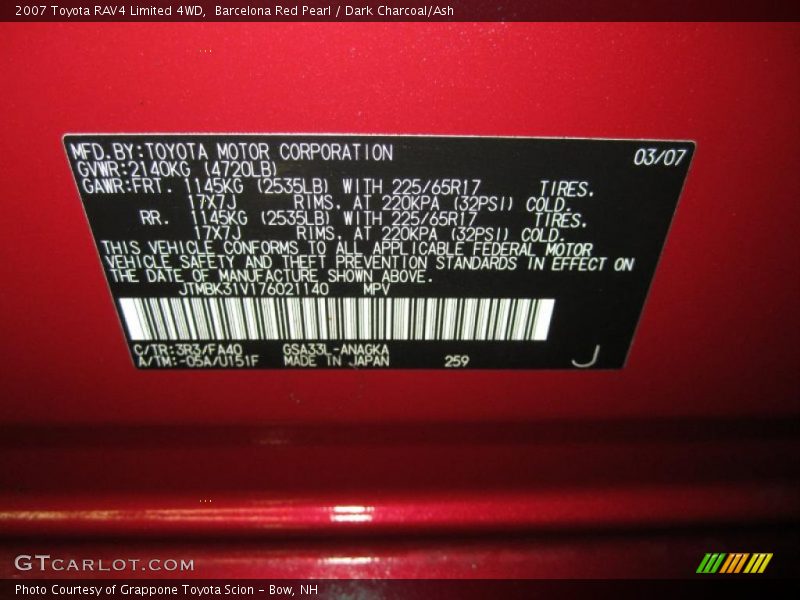 2007 Toyota RAV4 Limited 4WD,  Barcelona Red Pearl / Dark Charcoal/Ash
MFD.BY:TOYOTA MOTOR CORPORATION 03/07
GVWR:2140KG (4720LB)
GAWR:FRT. 1145KG (2535LB) WITH 225/65R17 TIRES.
17X7J RIMS, AT 220KPA (32PSI) COLD.
RR. 1145KG (2535LB) WITH 225/65R17 TIRES.
17X7J RIMS, AT 220KPA (32PSI) COLD.
THIS VEHICLE CONFORMS TO ALL APPLICABLE FEDERAL MOTOR
VEHICLE SAFETY AND THEFT PREVENTION STANDARDS IN EFFECT ON
THE DATE OF MANUFACTURE SHOWN ABOVE.
JTMBK31V176021140 MPV
C/TR:3R3/FA40 GSA33L-ANAGKA
A/TM:-05A/U151F MADE IN JAPAN 259 J
GTCARLOT.COM
Photo Courtesy of Grappone Toyota Scion - Bow, NH